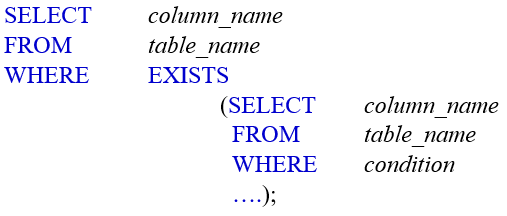 SELECT column_name
FROM table_name
WHERE EXISTS
(SELECT column_name
FROM table_name
WHERE condition
….);